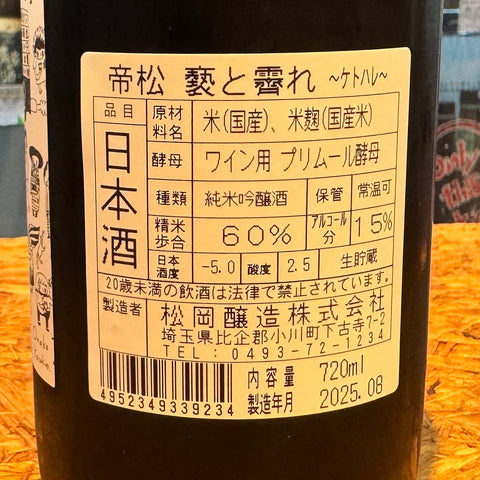 帝松 褻と霽れ ~ケトハレ~
品目 日本酒
原材料名 米(国産)、米麹(国産米)
酵母 ワイン用 プリムール酵母
種類 純米吟醸酒 保管 常温可
精米歩合 60% アルコール分 15%
日本酒度 -5.0 酸度 2.5 生貯蔵
20歳未満の飲酒は法律で禁止されています。
製造者 松岡醸造株式会社
埼玉県比企郡小川町下古寺7-2
TEL:0493-72-1234
内容量 720ml
製造年月 2025.08
4952349339234